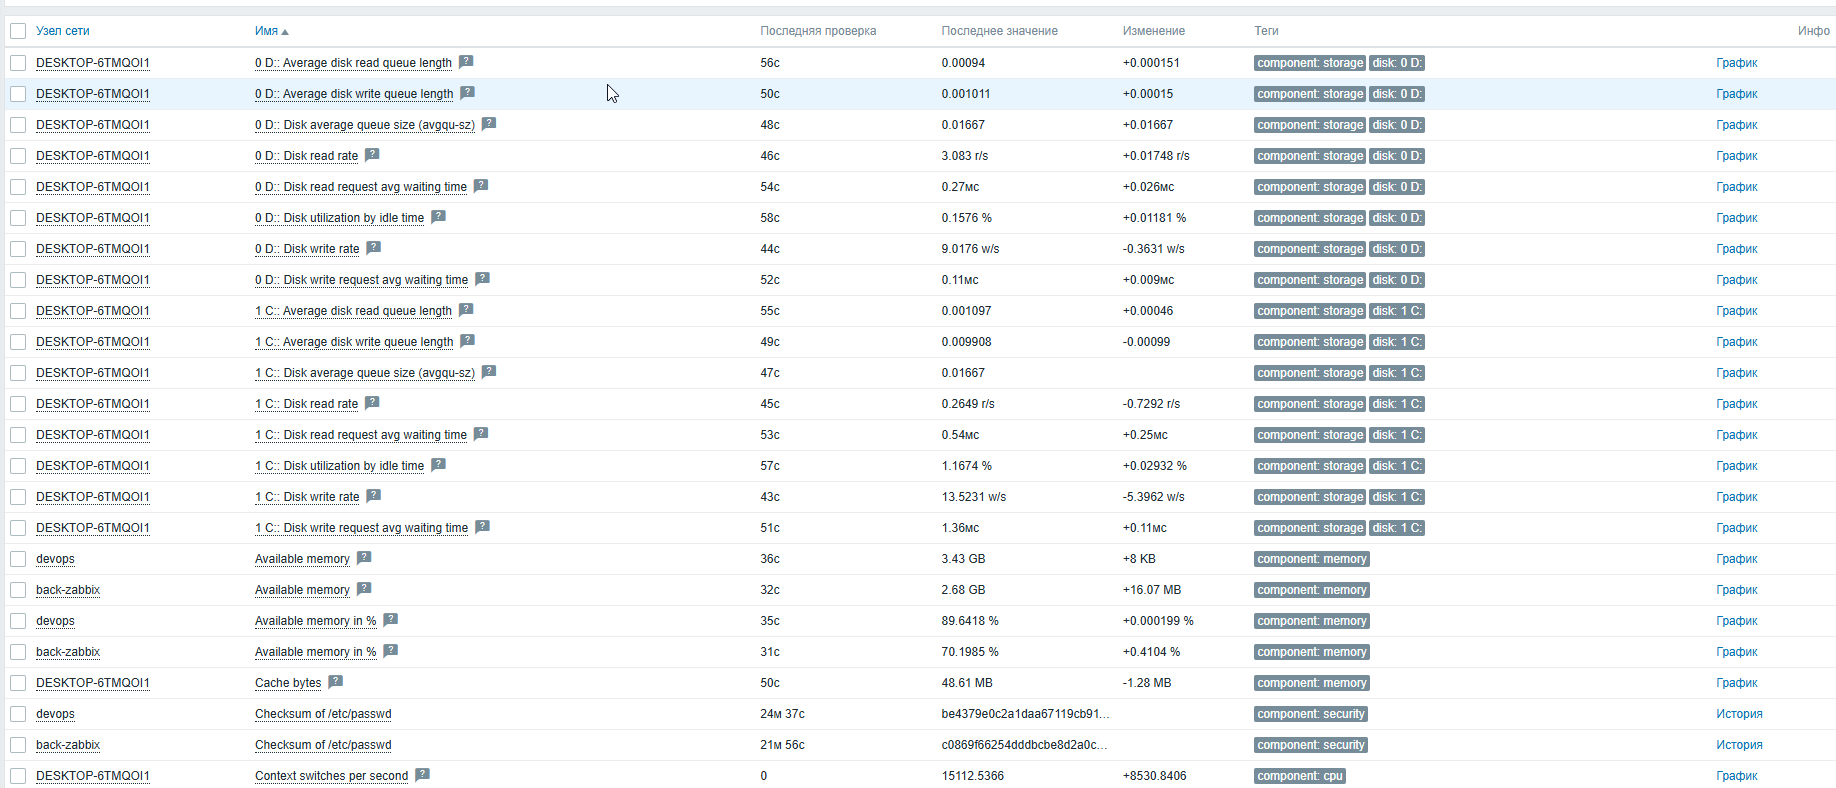 Узел сети Имя Последняя проверка Последнее значение Изменение Теги Инфо
DESKTOP-6TMQOI1 0 D:: Average disk read queue length ? 56с 0.00094 +0.000151 component: storage disk: 0 D: График
DESKTOP-6TMQOI1 0 D:: Average disk write queue length ? 50с 0.001011 +0.00015 component: storage disk: 0 D: График
DESKTOP-6TMQOI1 0 D:: Disk average queue size (avgqu-sz) ? 48с 0.01667 +0.01667 component: storage disk: 0 D: График
DESKTOP-6TMQOI1 0 D:: Disk read rate ? 46с 3.083 r/s +0.01748 r/s component: storage disk: 0 D: График
DESKTOP-6TMQOI1 0 D:: Disk read request avg waiting time ? 54с 0.27мс +0.026мс component: storage disk: 0 D: График
DESKTOP-6TMQOI1 0 D:: Disk utilization by idle time ? 58с 0.1576 % +0.01181 % component: storage disk: 0 D: График
DESKTOP-6TMQOI1 0 D:: Disk write rate ? 44с 9.0176 w/s -0.3631 w/s component: storage disk: 0 D: График
DESKTOP-6TMQOI1 0 D:: Disk write request avg waiting time ? 52с 0.11мс +0.009мс component: storage disk: 0 D: График
DESKTOP-6TMQOI1 1 C:: Average disk read queue length ? 55с 0.001097 +0.00046 component: storage disk: 1 C: График
DESKTOP-6TMQOI1 1 C:: Average disk write queue length ? 49с 0.009908 -0.00099 component: storage disk: 1 C: График
DESKTOP-6TMQOI1 1 C:: Disk average queue size (avgqu-sz) ? 47с 0.01667 component: storage disk: 1 C: График
DESKTOP-6TMQOI1 1 C:: Disk read rate ? 45с 0.2649 r/s -0.7292 r/s component: storage disk: 1 C: График
DESKTOP-6TMQOI1 1 C:: Disk read request avg waiting time ? 53с 0.54мс +0.25мс component: storage disk: 1 C: График
DESKTOP-6TMQOI1 1 C:: Disk utilization by idle time ? 57с 1.1674 % +0.02932 % component: storage disk: 1 C: График
DESKTOP-6TMQOI1 1 C:: Disk write rate ? 43с 13.5231 w/s -5.3962 w/s component: storage disk: 1 C: График
DESKTOP-6TMQOI1 1 C:: Disk write request avg waiting time ? 51с 1.36мс +0.11мс component: storage disk: 1 C: График
devops Available memory ? 36с 3.43 GB +8 KB component: memory График
back-zabbix Available memory ? 32с 2.68 GB +16.07 MB component: memory График
devops Available memory in % ? 35с 89.6418 % +0.000199 % component: memory График
back-zabbix Available memory in % ? 31с 70.1985 % +0.4104 % component: memory График
DESKTOP-6TMQOI1 Cache bytes ? 50с 48.61 MB -1.28 MB component: memory График
devops Checksum of /etc/passwd 24м 37с be4379e0c2a1daa67119cb91... component: security История
back-zabbix Checksum of /etc/passwd 21м 56с c0869f66254dddbcbe8d2a0c... component: security История
DESKTOP-6TMQOI1 Context switches per second ? 0 15112.5366 +8530.8406 component: cpu График